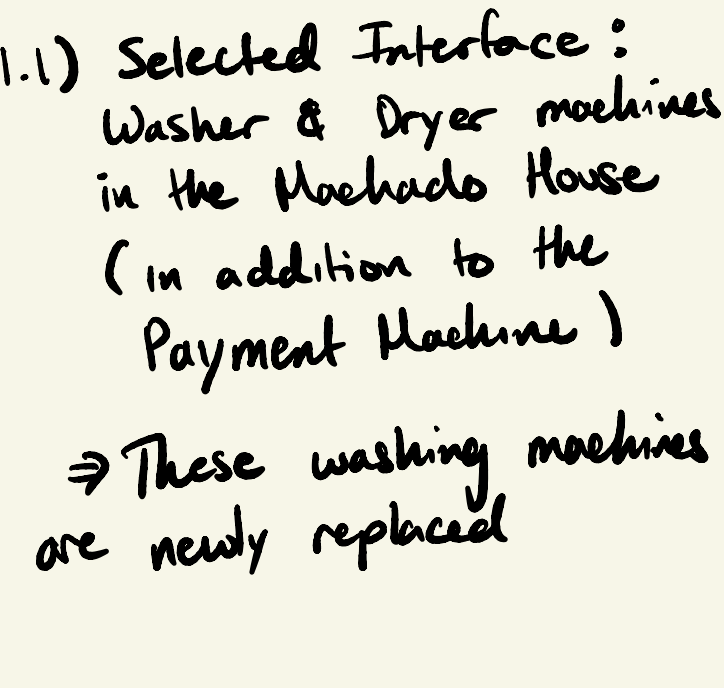 1.1) Selected Interface:
Washer & Dryer machines
in the Machado House
(in addition to the
Payment Machine)
⇒ These washing machines
are newly replaced